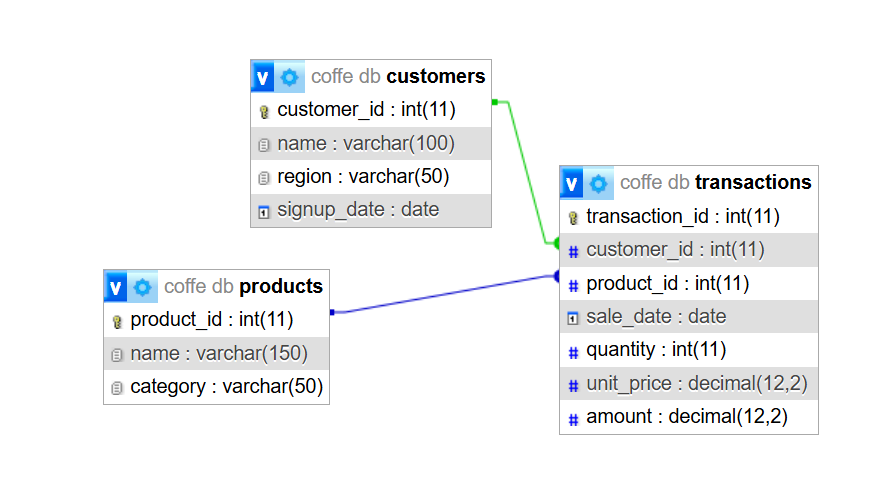 v coffe db customers
customer_id : int(11)
name : varchar(100)
region : varchar(50)
signup_date : date
v coffe db transactions
transaction_id : int(11)
# customer_id : int(11)
# product_id : int(11)
1 sale_date : date
# quantity : int(11)
# unit_price : decimal(12,2)
# amount : decimal(12,2)
v coffe db products
product_id : int(11)
name : varchar(150)
category : varchar(50)